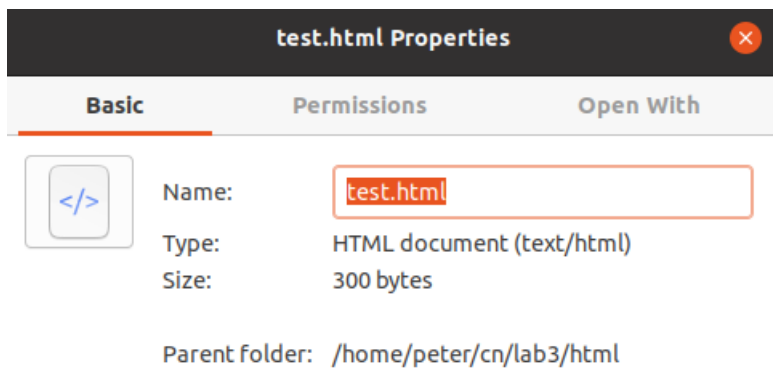 test.html Properties
Basic Permissions Open With
</>
Name: test.html
Type: HTML document (text/html)
Size: 300 bytes
Parent folder: /home/peter/cn/lab3/html